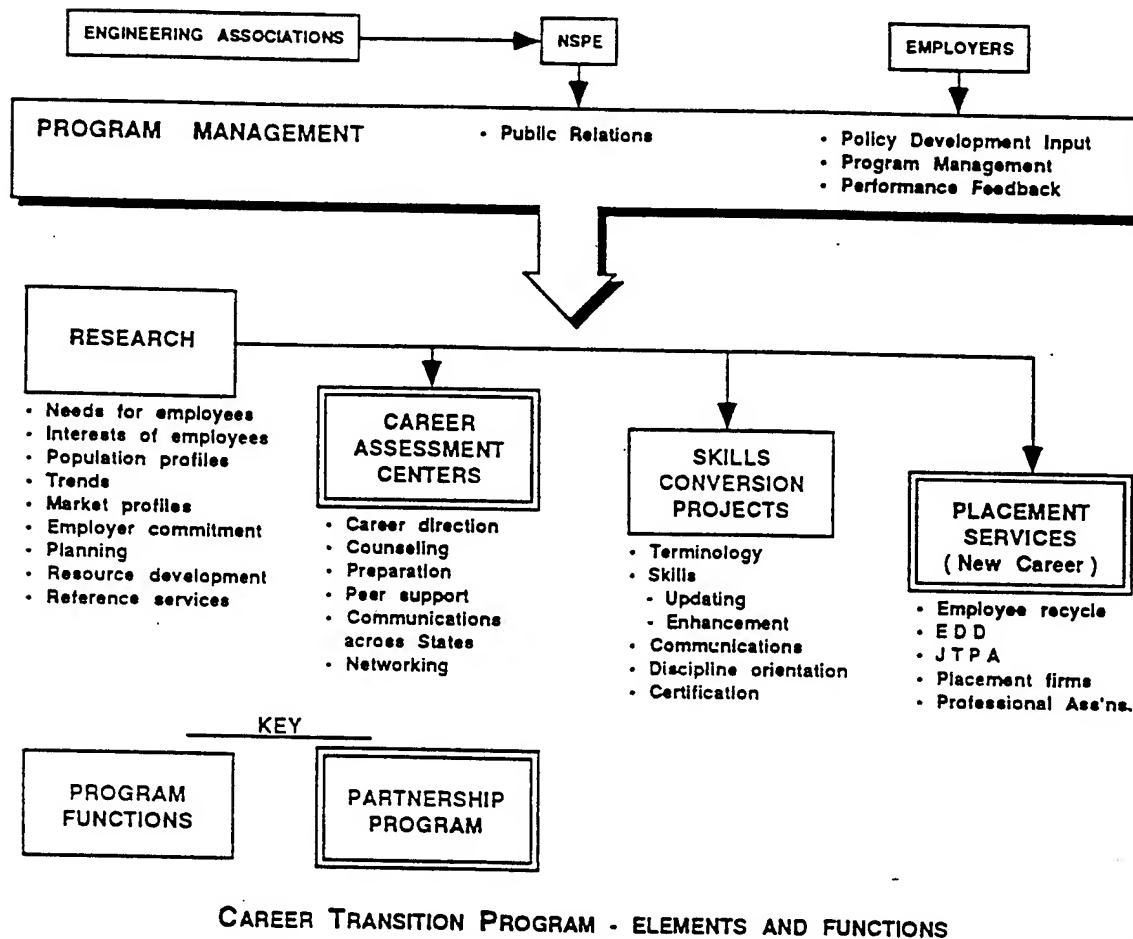 ENGINEERING ASSOCIATIONS
NSPE
EMPLOYERS
PROGRAM MANAGEMENT
• Public Relations
• Policy Development Input
• Program Management
• Performance Feedback
RESEARCH
• Needs for employees
• Interests of employees
• Population profiles
• Trends
• Market profiles
• Employer commitment
• Planning
• Resource development
• Reference services
CAREER
ASSESSMENT
CENTERS
• Career direction
• Counseling
• Preparation
• Peer support
• Communications
across States
• Networking
SKILLS
CONVERSION
PROJECTS
• Terminology
• Skills
- Updating
- Enhancement
• Communications
• Discipline orientation
• Certification
PLACEMENT
SERVICES
( New Career )
• Employee recycle
• EDD
• JTPA
• Placement firms
• Professional Ass'ns.
KEY
PROGRAM
FUNCTIONS
PARTNERSHIP
PROGRAM
CAREER TRANSITION PROGRAM - ELEMENTS AND FUNCTIONS